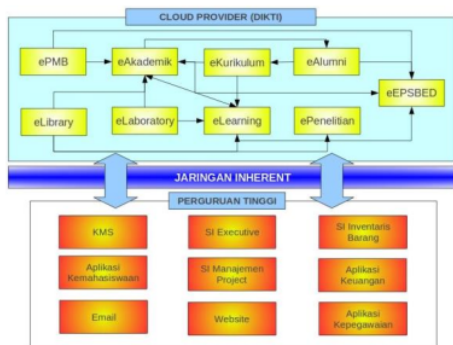 CLOUD PROVIDER (DIKTI)
ePMB
eAkademik
eKurikulum
eAlumni
eEPSBED
eLibrary
eLaboratory
eLearning
ePenelitian
JARINGAN INHERENT
PERGURUAN TINGGI
KMS
SI Executive
SI Inventaris
Barang
Aplikasi
Kemahasiswaan
SI Manajemen
Project
Aplikasi
Keuangan
Email
Website
Aplikasi
Kepegawaian